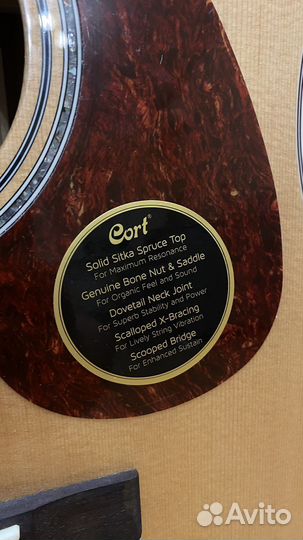 Cort®
Solid Sitka Spruce Top
For Maximum Resonance
Genuine Bone Nut & Saddle
For Organic Feel and Sound
Dovetail Neck Joint
For Superb Stability and Power
Scalloped X-Bracing
For Lively String Vibration
Scooped Bridge
For Enhanced Sustain
Avito